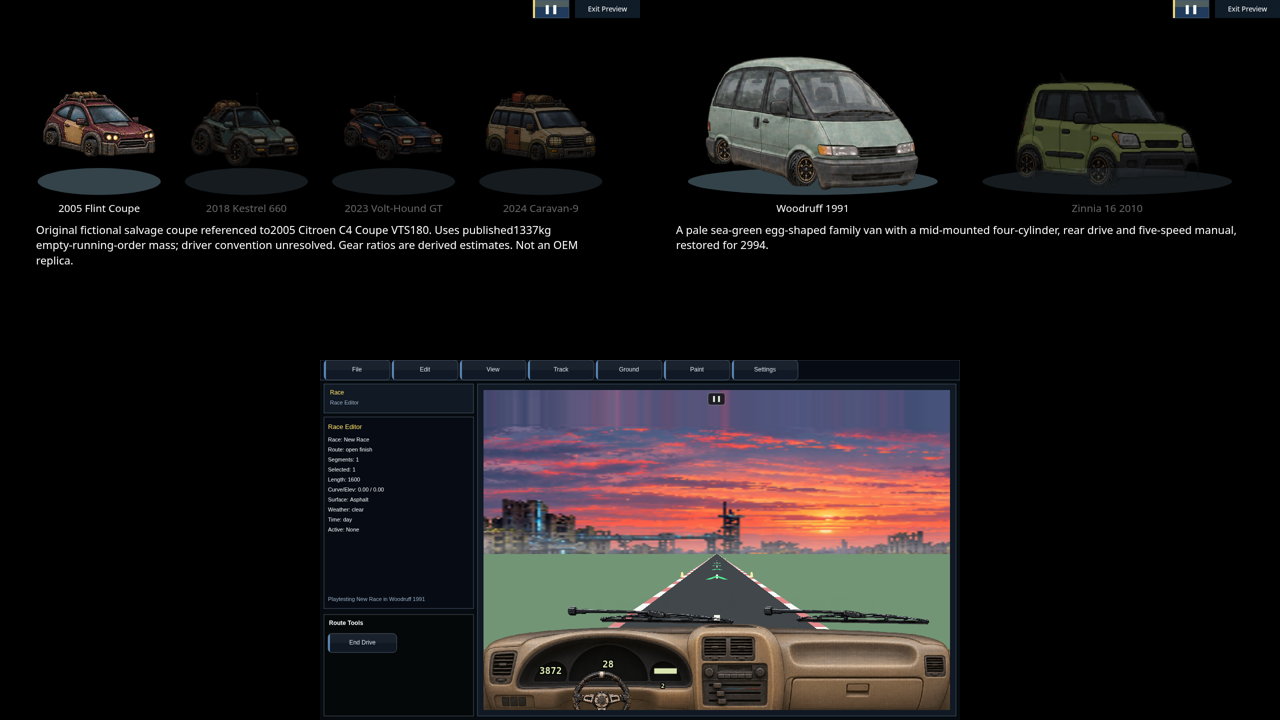 Exit Preview
Exit Preview
2005 Flint Coupe
2018 Kestrel 660
2023 Volt-Hound GT
2024 Caravan-9
Original fictional salvage coupe referenced to2005 Citroen C4 Coupe VTS180. Uses published1337kg
empty-running-order mass; driver convention unresolved. Gear ratios are derived estimates. Not an OEM
replica.
Woodruff 1991
Zinnia 16 2010
A pale sea-green egg-shaped family van with a mid-mounted four-cylinder, rear drive and five-speed manual,
restored for 2994.
File
Edit
View
Track
Ground
Paint
Settings
Race
Race Editor
Race Editor
Race: New Race
Route: open finish
Segments: 1
Selected: 1
Length: 1600
Curve/Elev: 0.00 / 0.00
Surface: Asphalt
Weather: clear
Time: day
Active: None
Playtesting New Race in Woodruff 1991
Route Tools
End Drive
3872
28
2